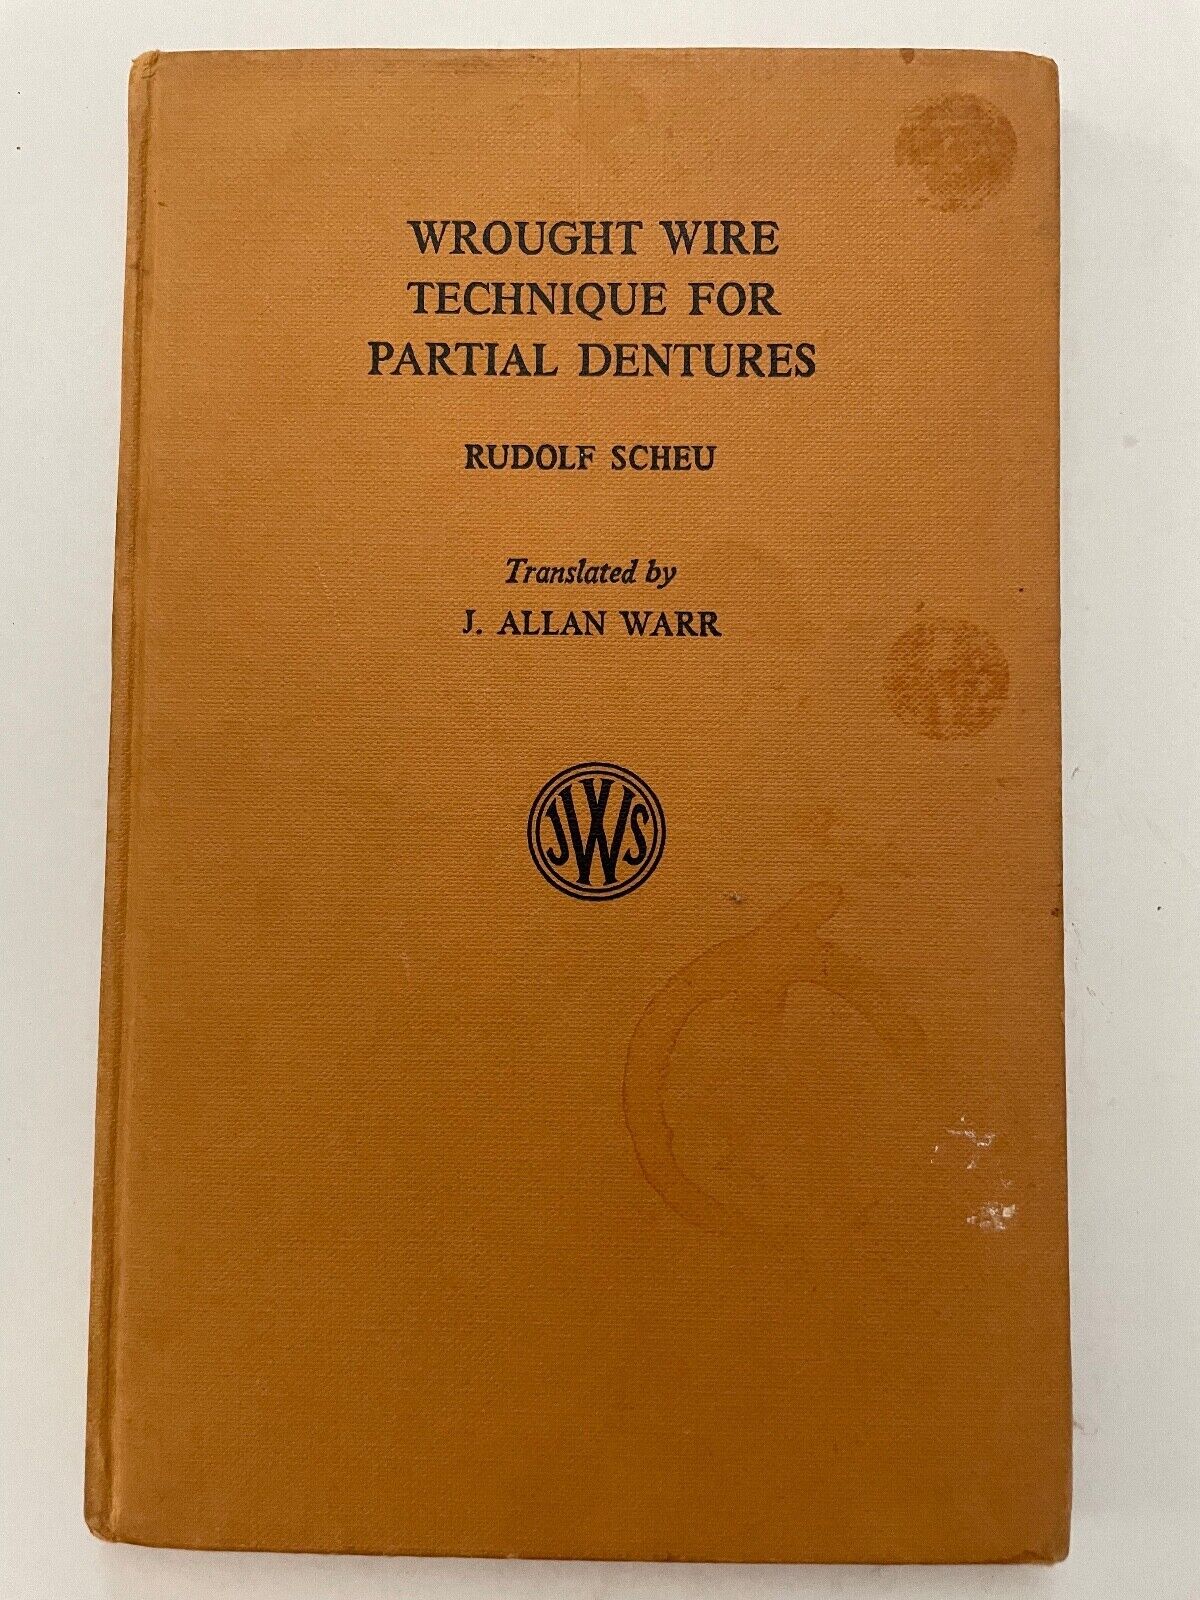 WROUGHT WIRE
TECHNIQUE FOR
PARTIAL DENTURES
RUDOLF SCHEU
Translated by
J. ALLAN WARR
JWS